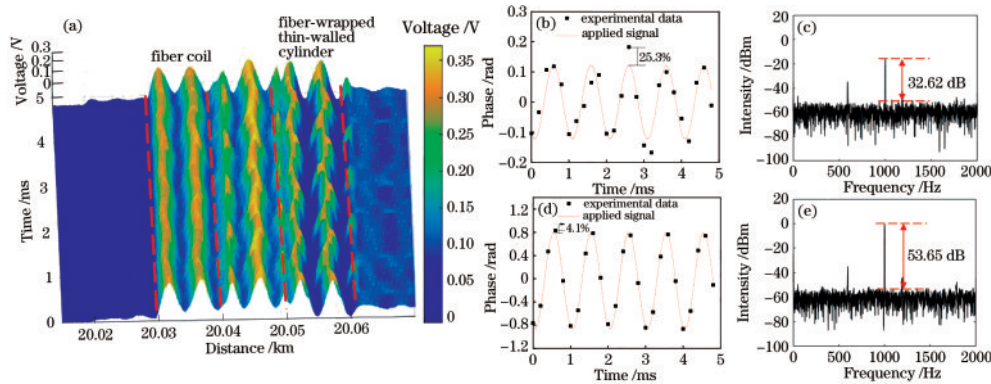 (a)
fiber coil
fiber-wrapped
thin-walled
cylinder
Voltage /V
0.3
0.2
0.1
0
5
4
3
2
1
0
Time /ms
20.02
20.03
20.04
20.05
20.06
Distance /km
Voltage /V
0.35
0.30
0.25
0.20
0.15
0.10
0.05
0
(b)
experimental data
applied signal
25.3%
Phase /rad
0.3
0.2
0.1
0
-0.1
-0.2
0 1 2 3 4 5
Time /ms
(c)
32.62 dB
Intensity /dBm
20
0
-20
-40
-60
-80
-100
0 500 1000 1500 2000
Frequency /Hz
(d)
experimental data
applied signal
4.1%
Phase /rad
1.2
0.8
0.4
0
-0.4
-0.8
-1.2
0 1 2 3 4 5
Time /ms
(e)
53.65 dB
Intensity /dBm
20
0
-20
-40
-60
-80
-100
0 500 1000 1500 2000
Frequency /Hz